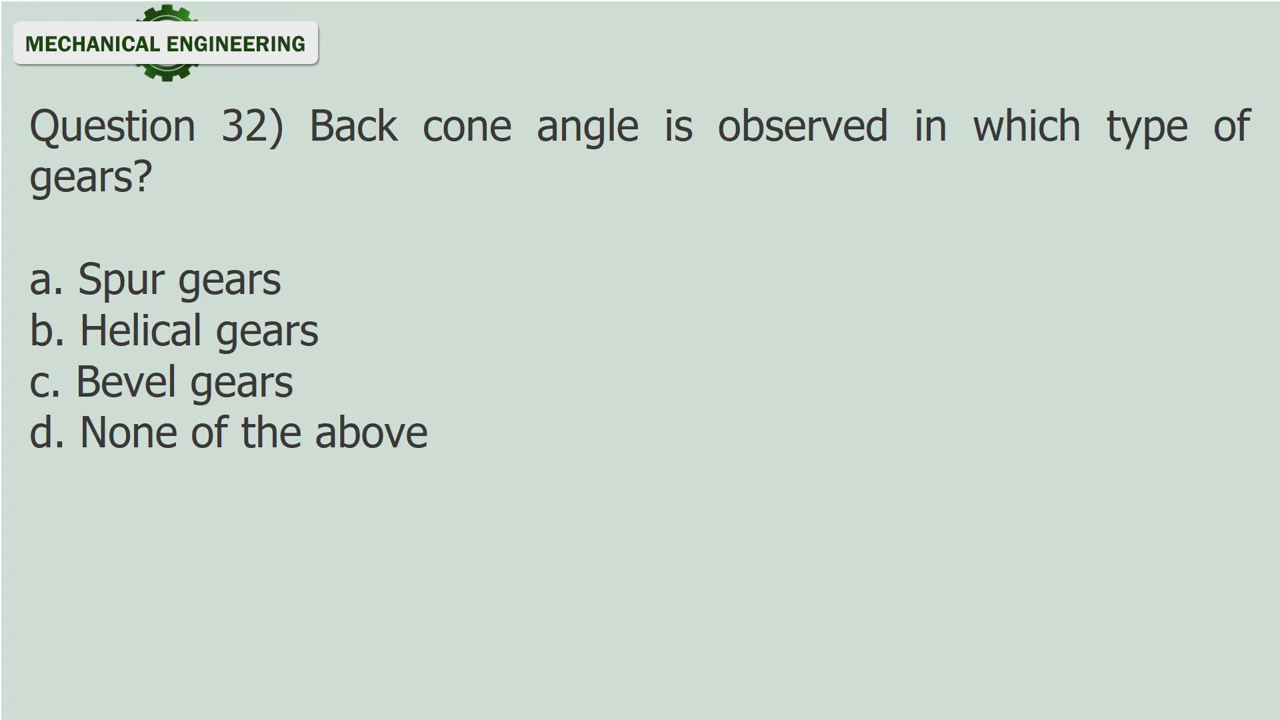 MECHANICAL ENGINEERING
Question 32) Back cone angle is observed in which type of
gears?
a. Spur gears
b. Helical gears
c. Bevel gears
d. None of the above